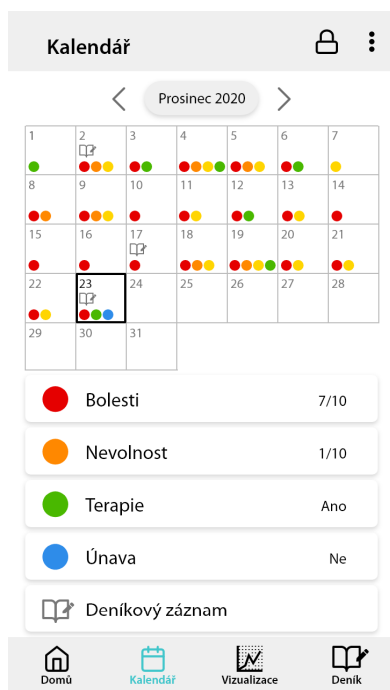 Kalendář
Prosinec 2020
1 2 3 4 5 6 7
8 9 10 11 12 13 14
15 16 17 18 19 20 21
22 23 24 25 26 27 28
29 30 31
Bolesti 7/10
Nevolnost 1/10
Terapie Ano
Únava Ne
Deníkový záznam
Domů Kalendář Vizualizace Deník